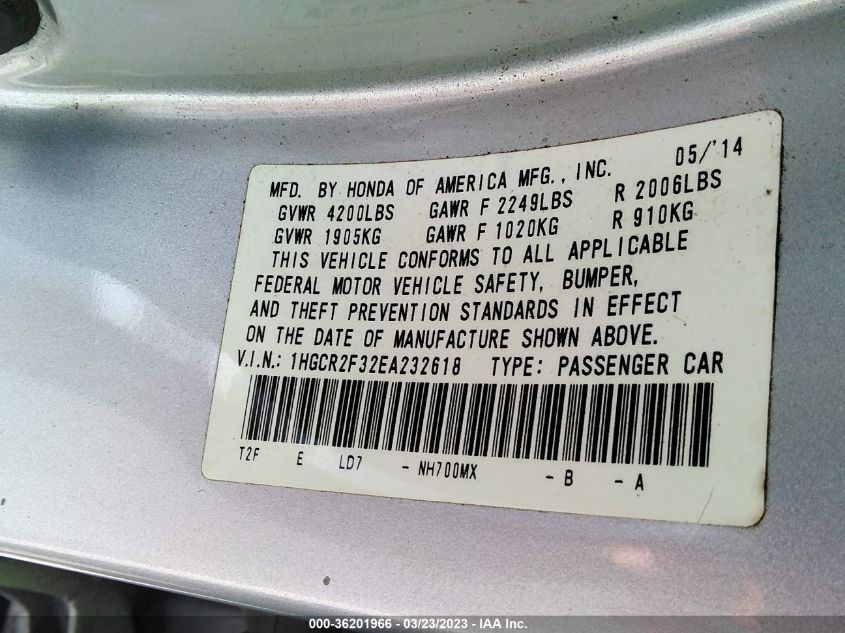 MFD. BY HONDA OF AMERICA MFG., INC. 05/'14
GVWR 4200LBS GAWR F 2249LBS R 2006LBS
GVWR 1905KG GAWR F 1020KG R 910KG
THIS VEHICLE CONFORMS TO ALL APPLICABLE
FEDERAL MOTOR VEHICLE SAFETY, BUMPER,
AND THEFT PREVENTION STANDARDS IN EFFECT
ON THE DATE OF MANUFACTURE SHOWN ABOVE.
V.I.N.: 1HGCR2F32EA232618 TYPE: PASSENGER CAR
T2F E LD7 - NH700MX - B - A
000-36201966 - 03/23/2023 - IAA Inc.